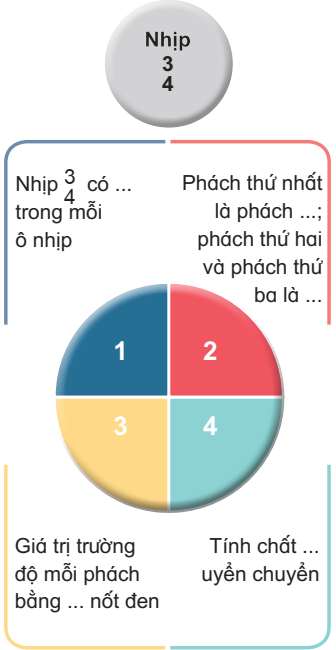 Nhịp
3
4
Nhịp 3/4 có ...
trong mỗi
ô nhịp
Phách thứ nhất
là phách ...;
phách thứ hai
và phách thứ
ba là ...
1
2
3
4
Giá trị trường
độ mỗi phách
bằng ... nốt đen
Tính chất ...
uyển chuyển